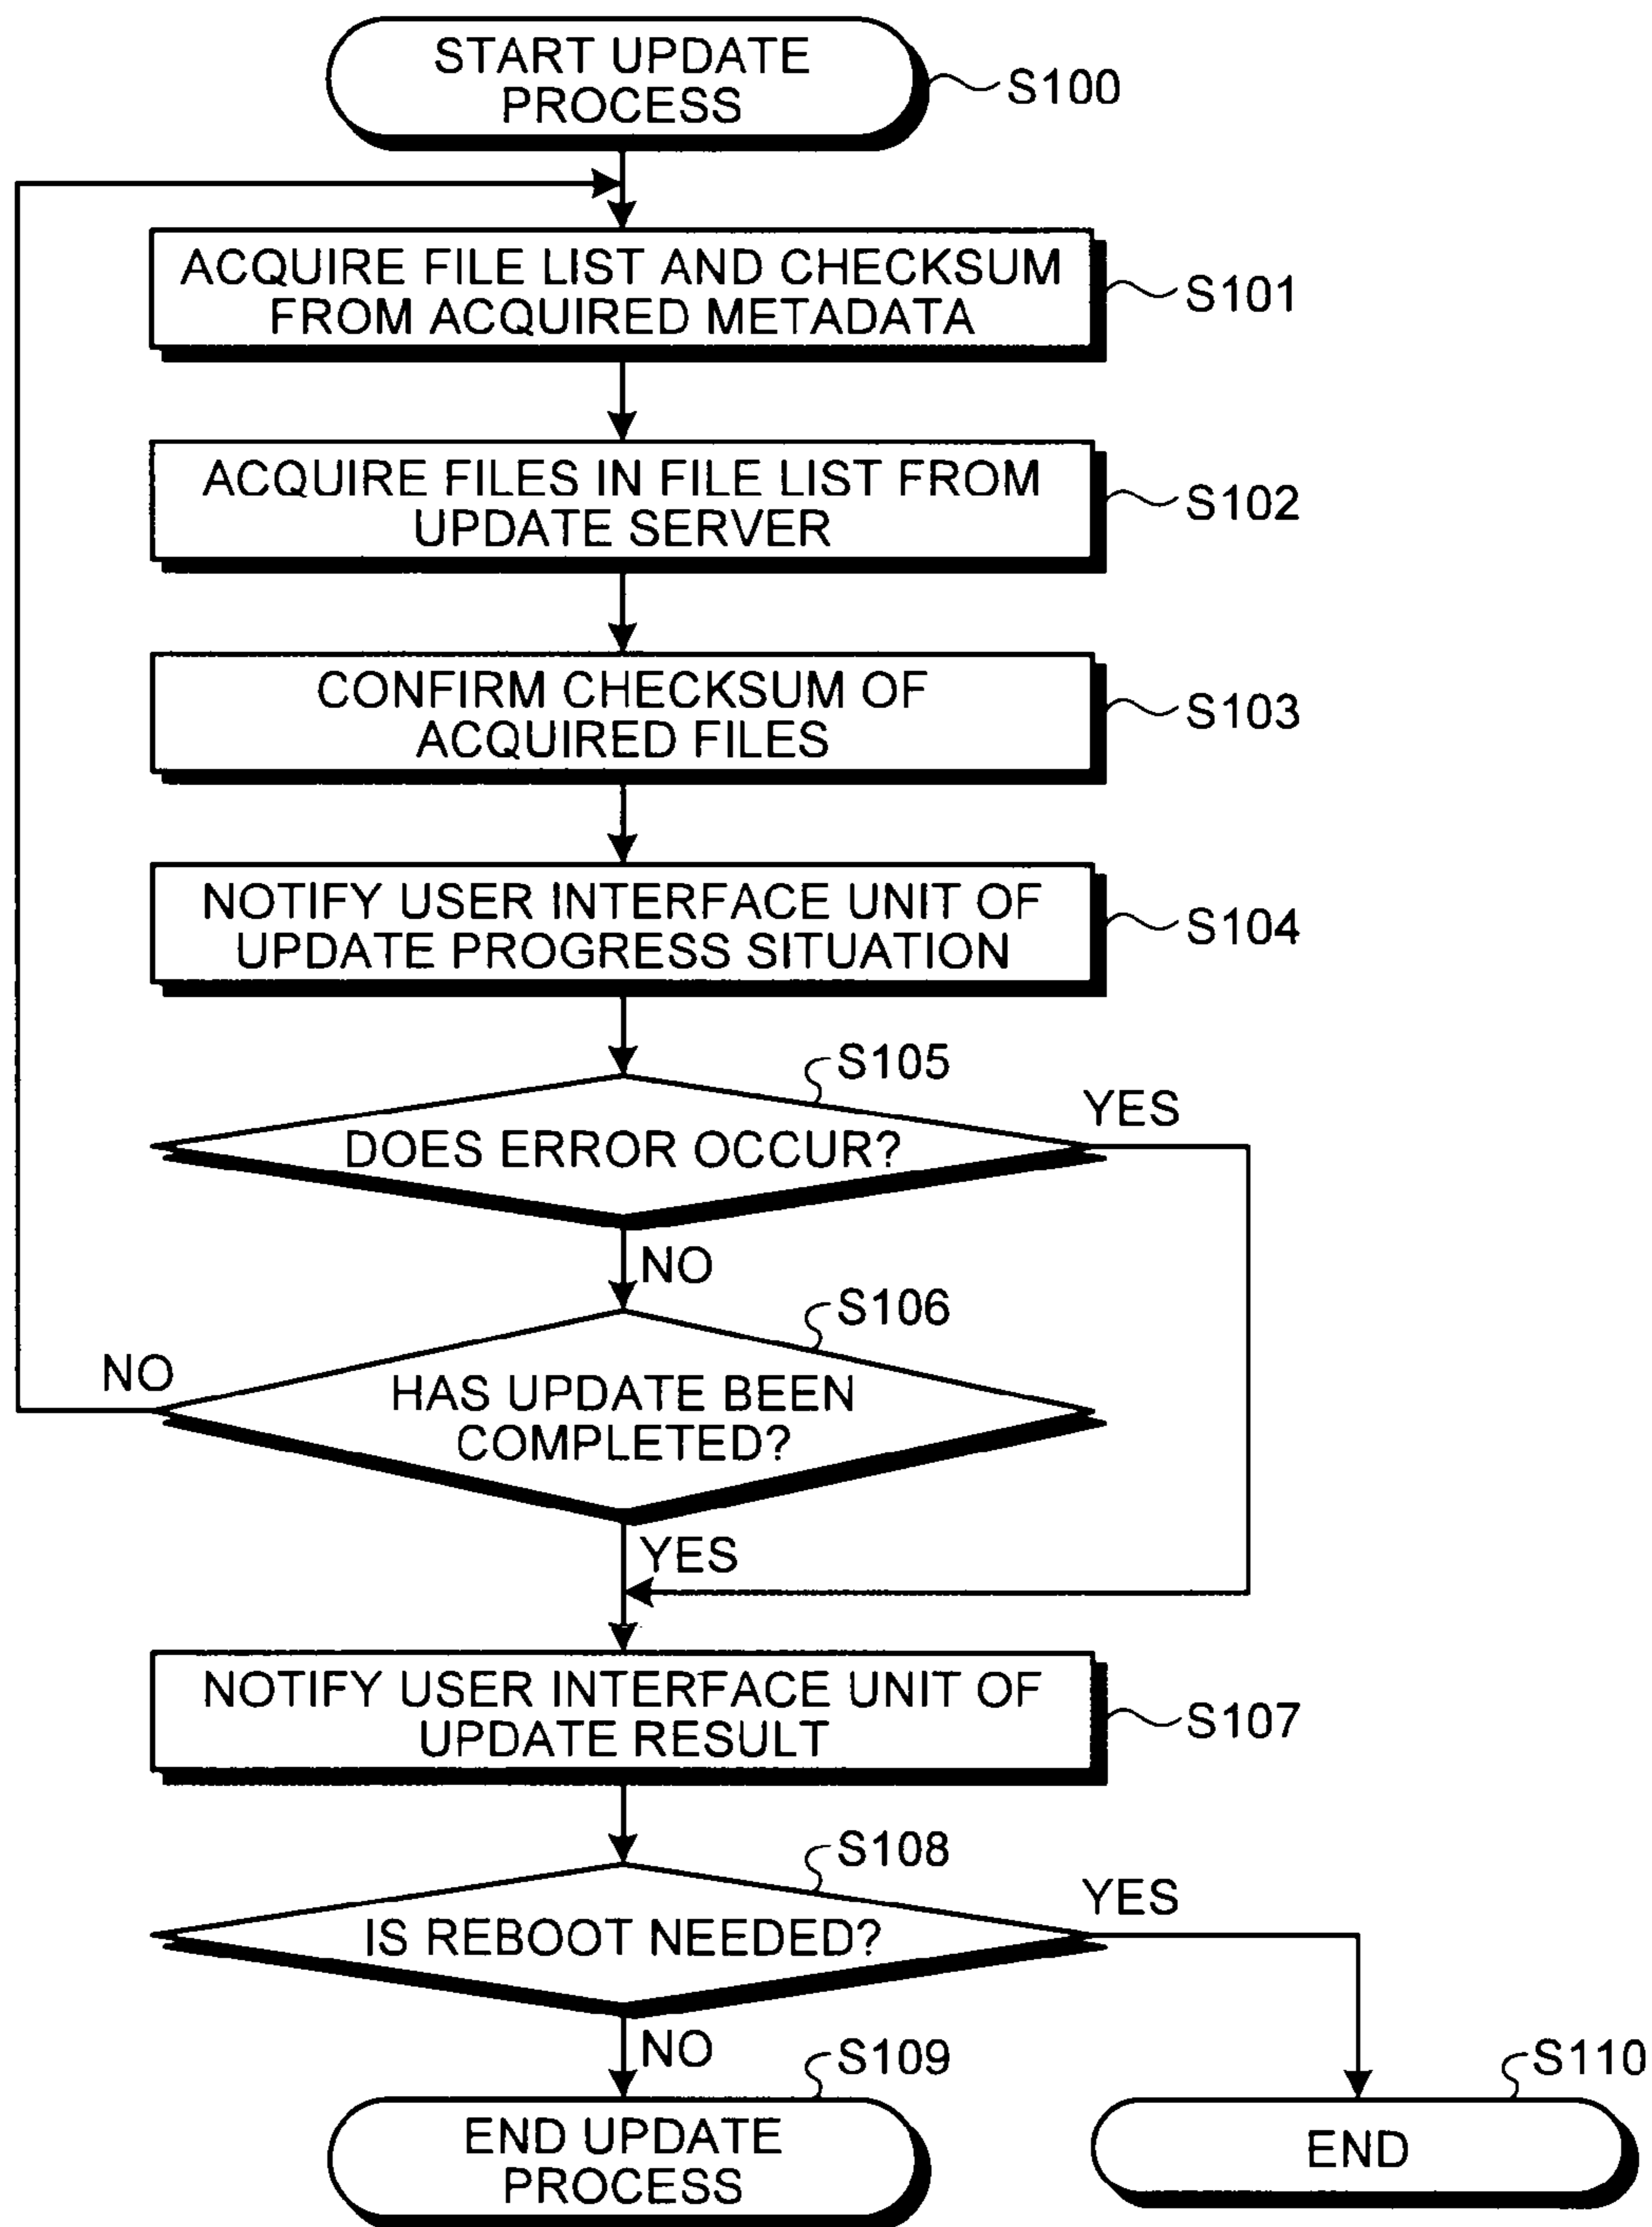 START UPDATE
PROCESS
S100
ACQUIRE FILE LIST AND CHECKSUM
FROM ACQUIRED METADATA
S101
ACQUIRE FILES IN FILE LIST FROM
UPDATE SERVER
S102
CONFIRM CHECKSUM OF
ACQUIRED FILES
S103
NOTIFY USER INTERFACE UNIT OF
UPDATE PROGRESS SITUATION
S104
S105
DOES ERROR OCCUR?
YES
NO
S106
HAS UPDATE BEEN
COMPLETED?
NO
YES
NOTIFY USER INTERFACE UNIT OF
UPDATE RESULT
S107
S108
IS REBOOT NEEDED?
YES
NO
S109
END UPDATE
PROCESS
S110
END